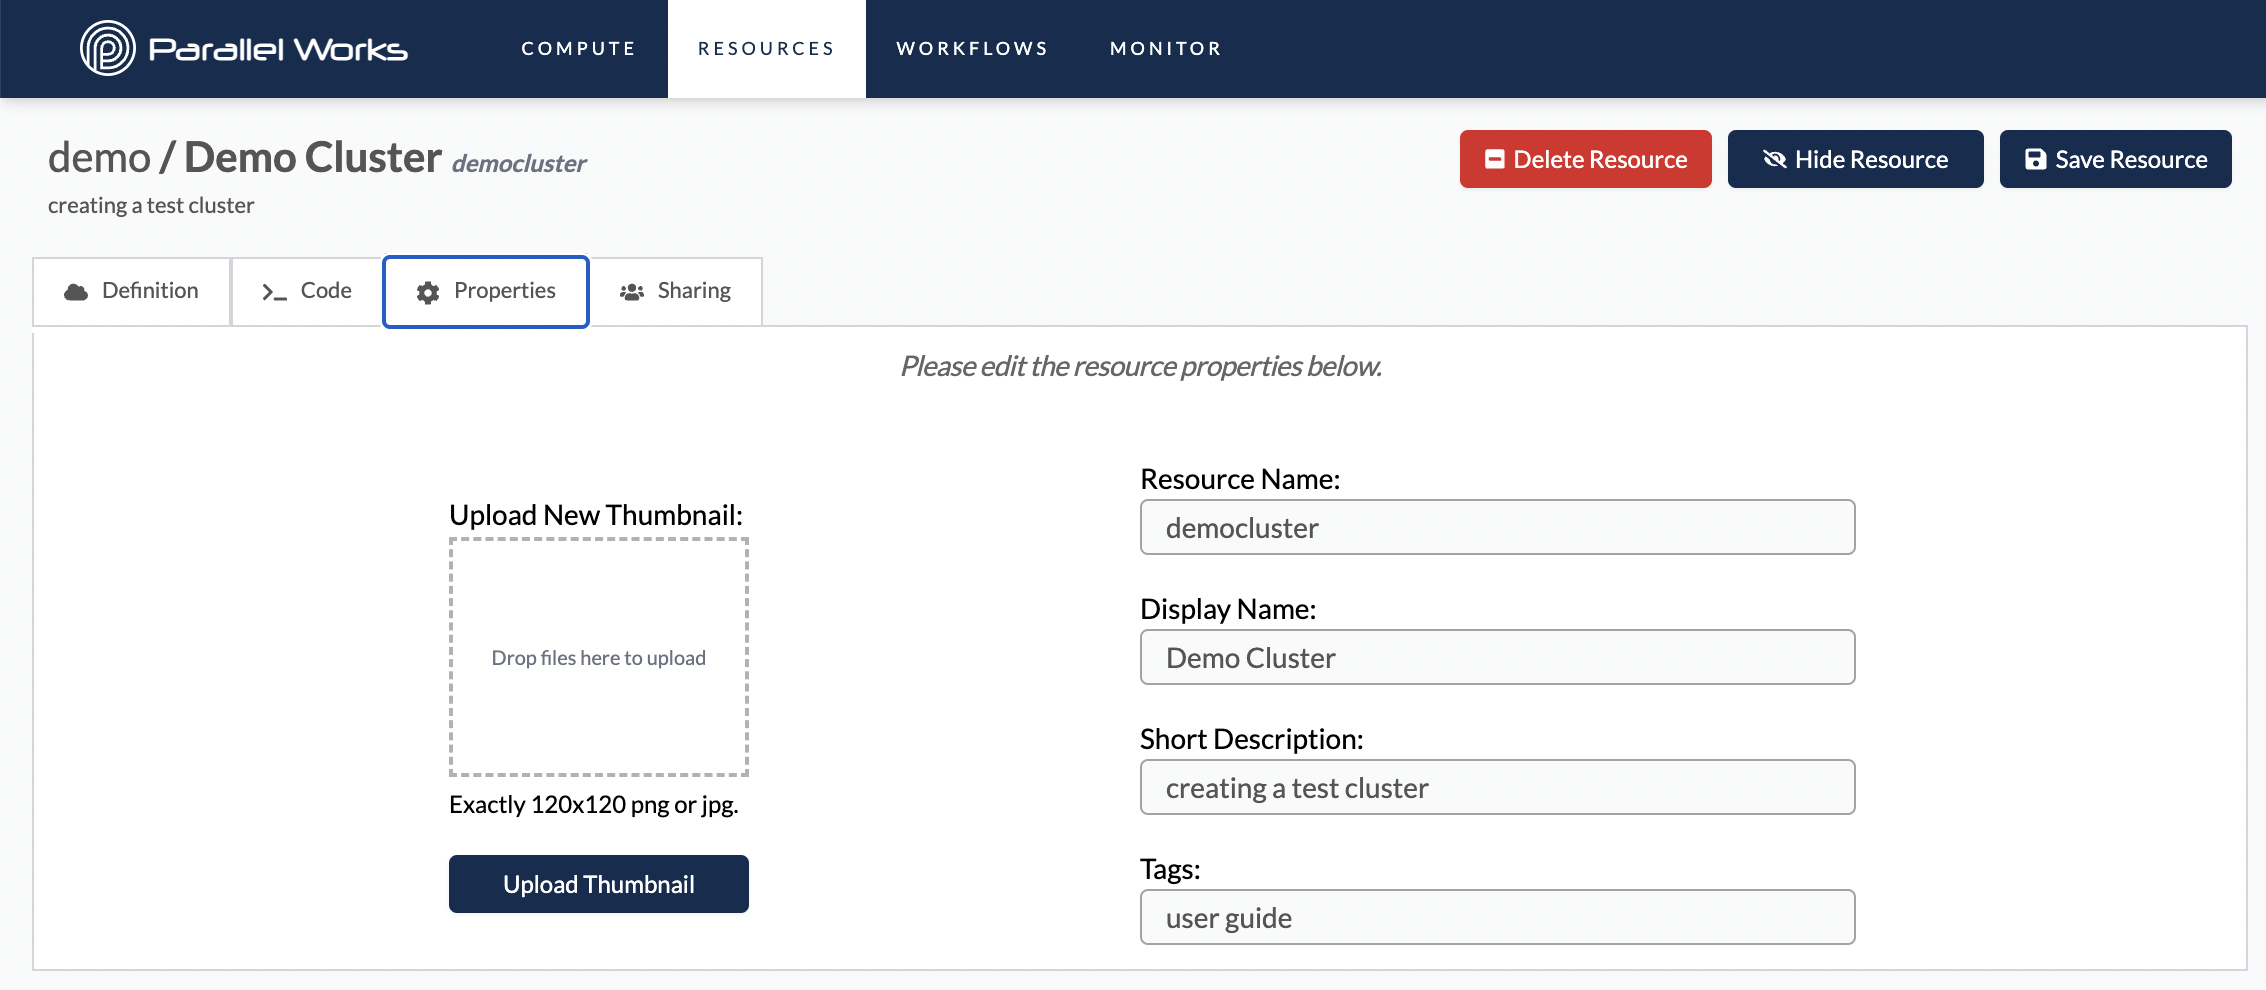 Parallel Works
COMPUTE
RESOURCES
WORKFLOWS
MONITOR
demo / Demo Cluster democluster
creating a test cluster
Delete Resource
Hide Resource
Save Resource
Definition
Code
Properties
Sharing
Please edit the resource properties below.
Upload New Thumbnail:
Drop files here to upload
Exactly 120x120 png or jpg.
Upload Thumbnail
Resource Name:
democluster
Display Name:
Demo Cluster
Short Description:
creating a test cluster
Tags:
user guide